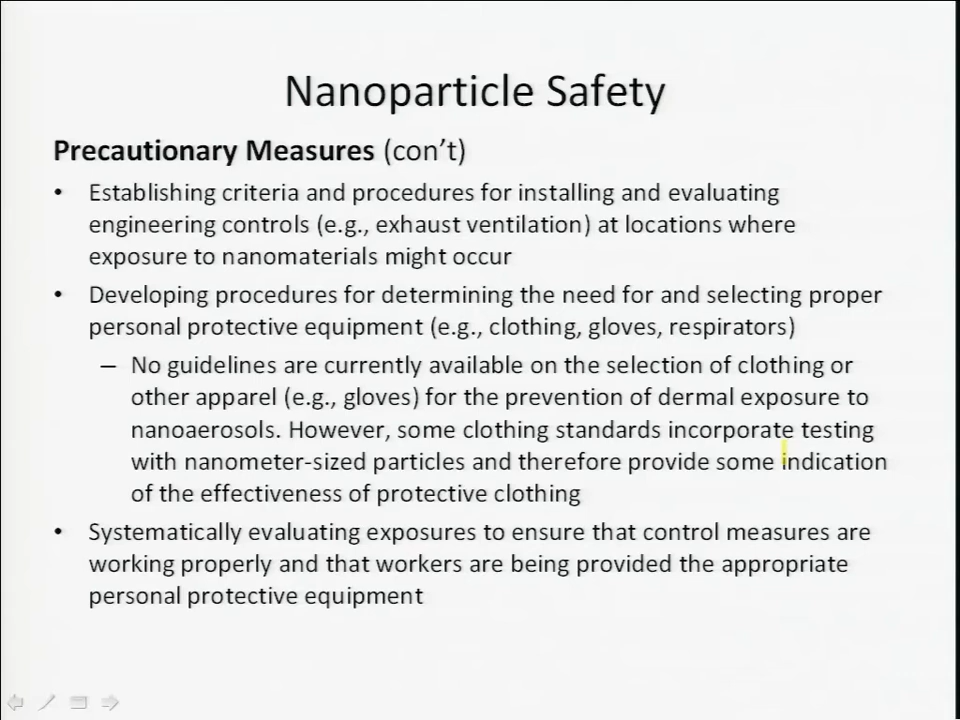 Nanoparticle Safety
Precautionary Measures (con't)
• Establishing criteria and procedures for installing and evaluating
engineering controls (e.g., exhaust ventilation) at locations where
exposure to nanomaterials might occur
• Developing procedures for determining the need for and selecting proper
personal protective equipment (e.g., clothing, gloves, respirators)
– No guidelines are currently available on the selection of clothing or
other apparel (e.g., gloves) for the prevention of dermal exposure to
nanoaerosols. However, some clothing standards incorporate testing
with nanometer-sized particles and therefore provide some indication
of the effectiveness of protective clothing
• Systematically evaluating exposures to ensure that control measures are
working properly and that workers are being provided the appropriate
personal protective equipment